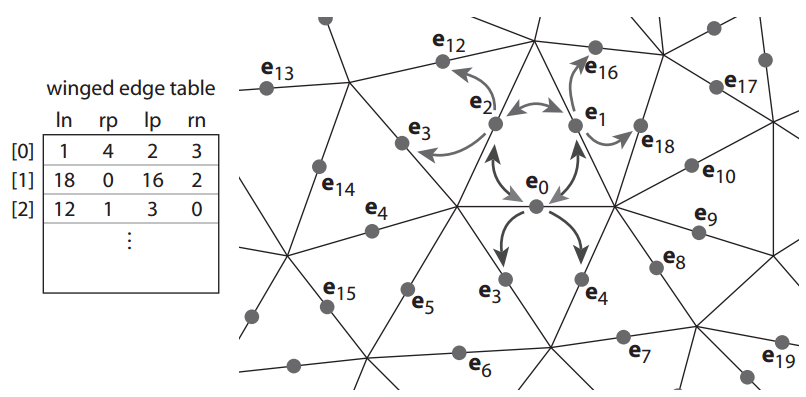 winged edge table
ln rp lp rn
[0] 1 4 2 3
[1] 18 0 16 2
[2] 12 1 3 0
⋮
e12
e16
e13
e17
e2
e1
e3
e18
e14
e0
e10
e4
e9
e8
e15
e5
e3
e4
e6
e7
e19